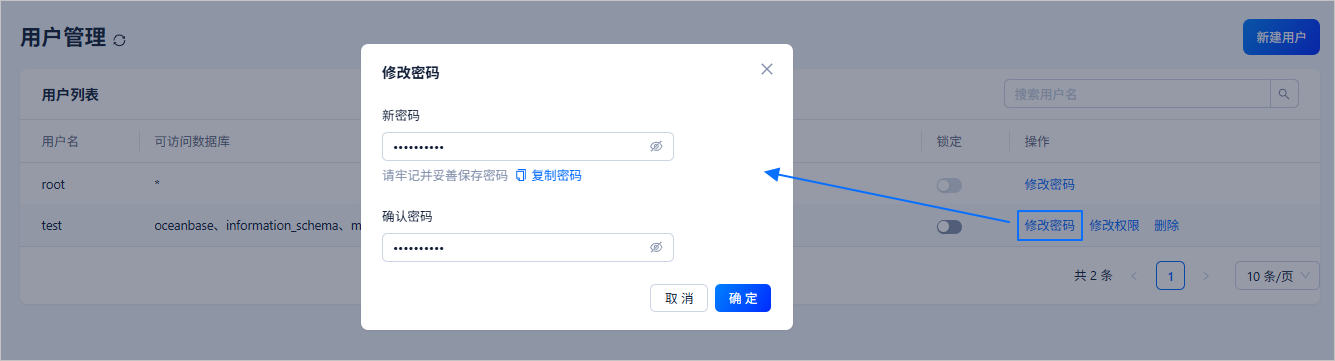 用户管理
新建用户
用户列表
搜索用户名
用户名 可访问数据库 锁定 操作
root * 修改密码
test oceanbase、information_schema、m 修改密码 修改权限 删除
共 2 条 1 10 条/页
修改密码
新密码
••••••••••
请牢记并妥善保存密码 复制密码
确认密码
••••••••••
取 消 确 定